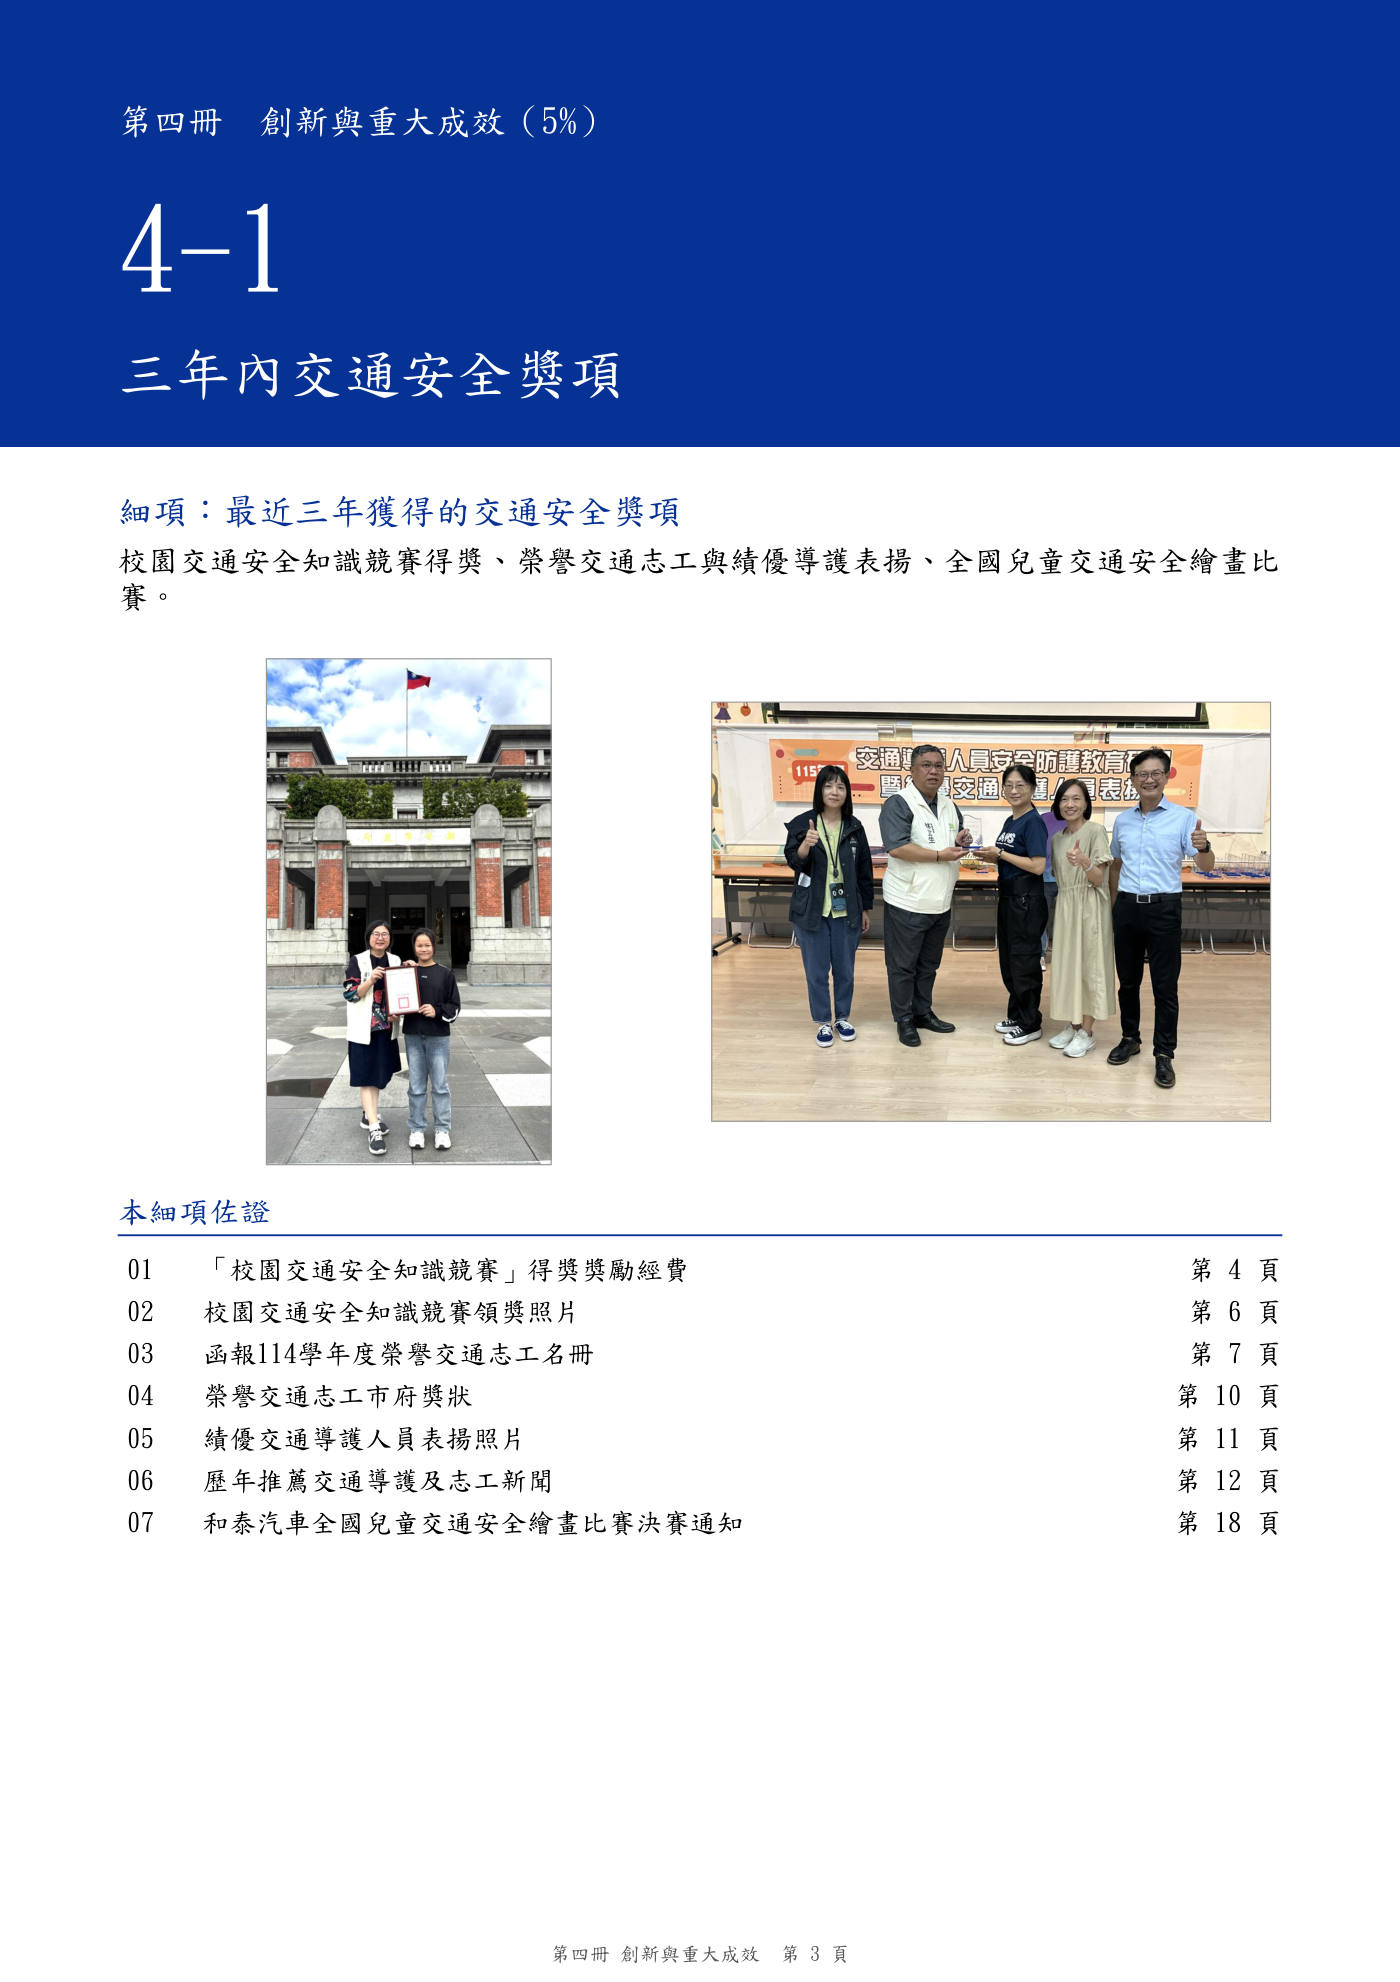 第四冊　創新與重大成效（5%）
4-1
三年內交通安全獎項
細項：最近三年獲得的交通安全獎項
校園交通安全知識競賽得獎、榮譽交通志工與績優導護表揚、全國兒童交通安全繪畫比
賽。
本細項佐證
01 「校園交通安全知識競賽」得獎獎勵經費 第 4 頁
02 校園交通安全知識競賽領獎照片 第 6 頁
03 函報114學年度榮譽交通志工名冊 第 7 頁
04 榮譽交通志工市府獎狀 第 10 頁
05 績優交通導護人員表揚照片 第 11 頁
06 歷年推薦交通導護及志工新聞 第 12 頁
07 和泰汽車全國兒童交通安全繪畫比賽決賽通知 第 18 頁
第四冊 創新與重大成效　第 3 頁